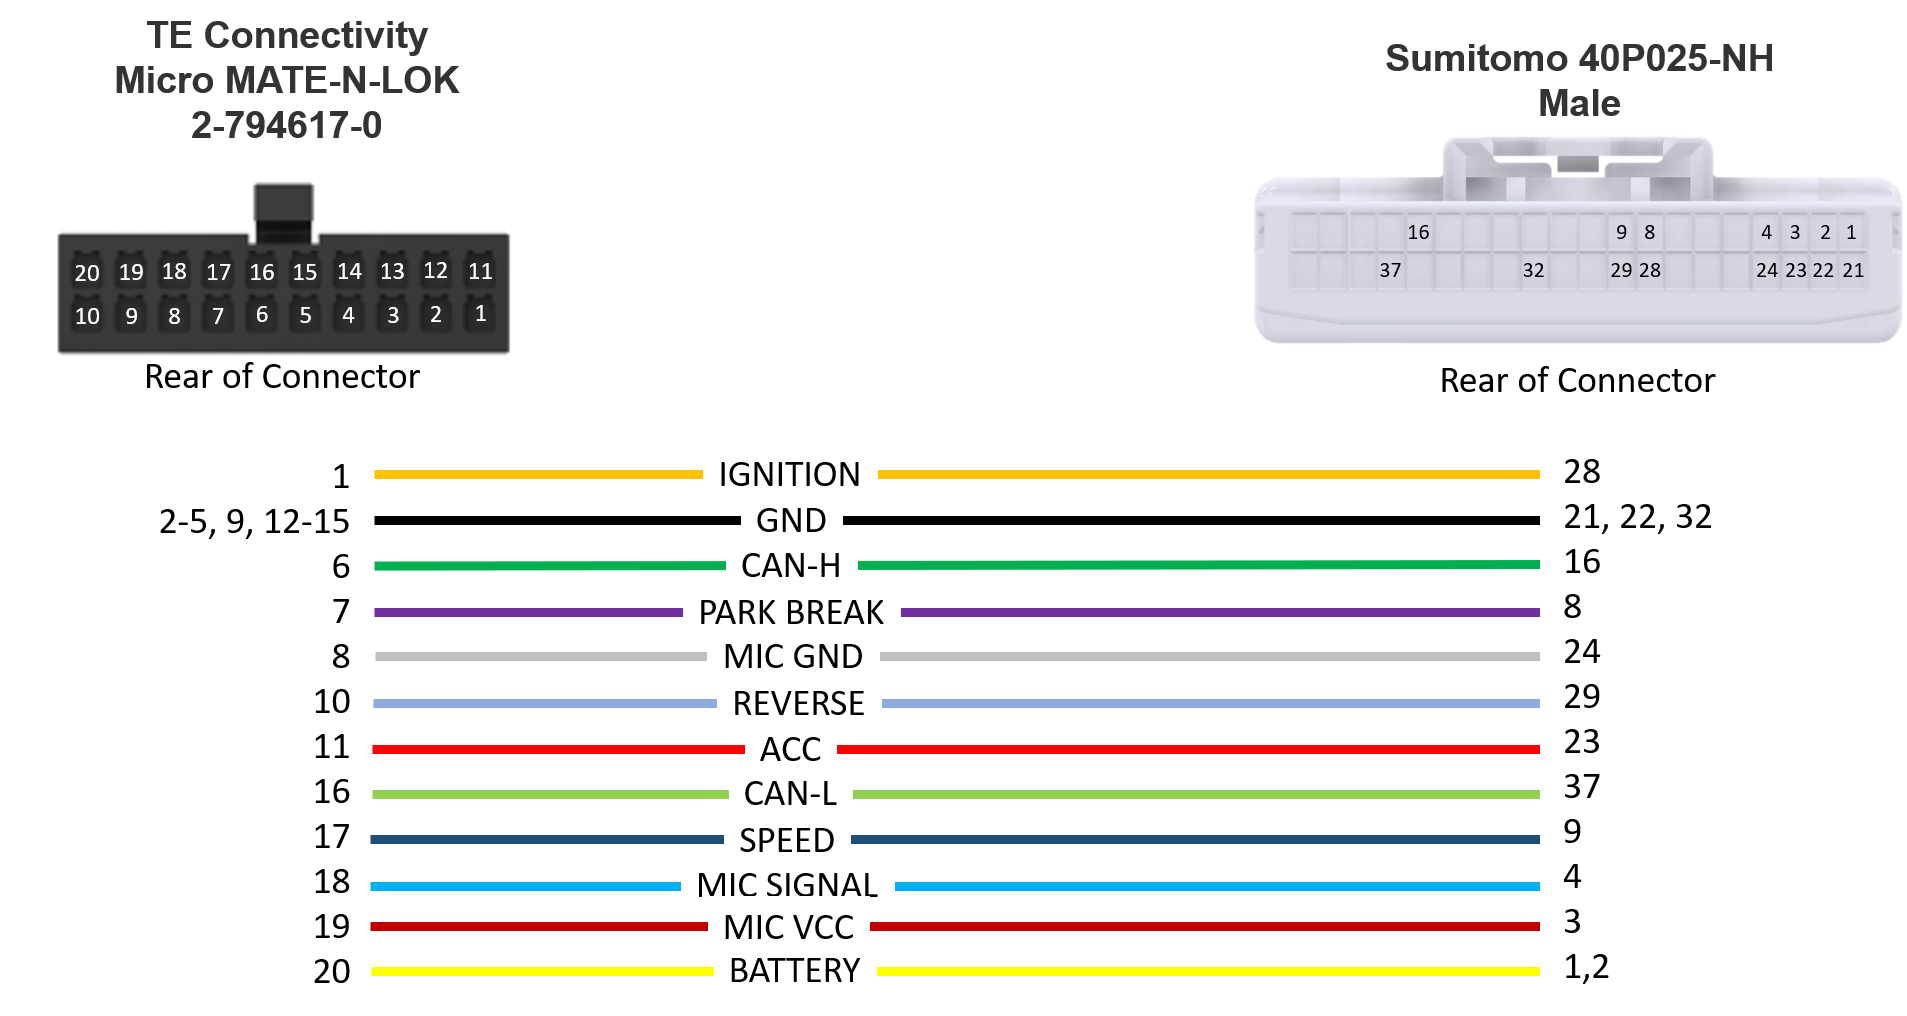 TE Connectivity
Micro MATE-N-LOK
2-794617-0
20 19 18 17 16 15 14 13 12 11
10 9 8 7 6 5 4 3 2 1
Rear of Connector
Sumitomo 40P025-NH
Male
16 9 8 4 3 2 1
37 32 29 28 24 23 22 21
Rear of Connector
1 IGNITION 28
2-5, 9, 12-15 GND 21, 22, 32
6 CAN-H 16
7 PARK BREAK 8
8 MIC GND 24
10 REVERSE 29
11 ACC 23
16 CAN-L 37
17 SPEED 9
18 MIC SIGNAL 4
19 MIC VCC 3
20 BATTERY 1,2